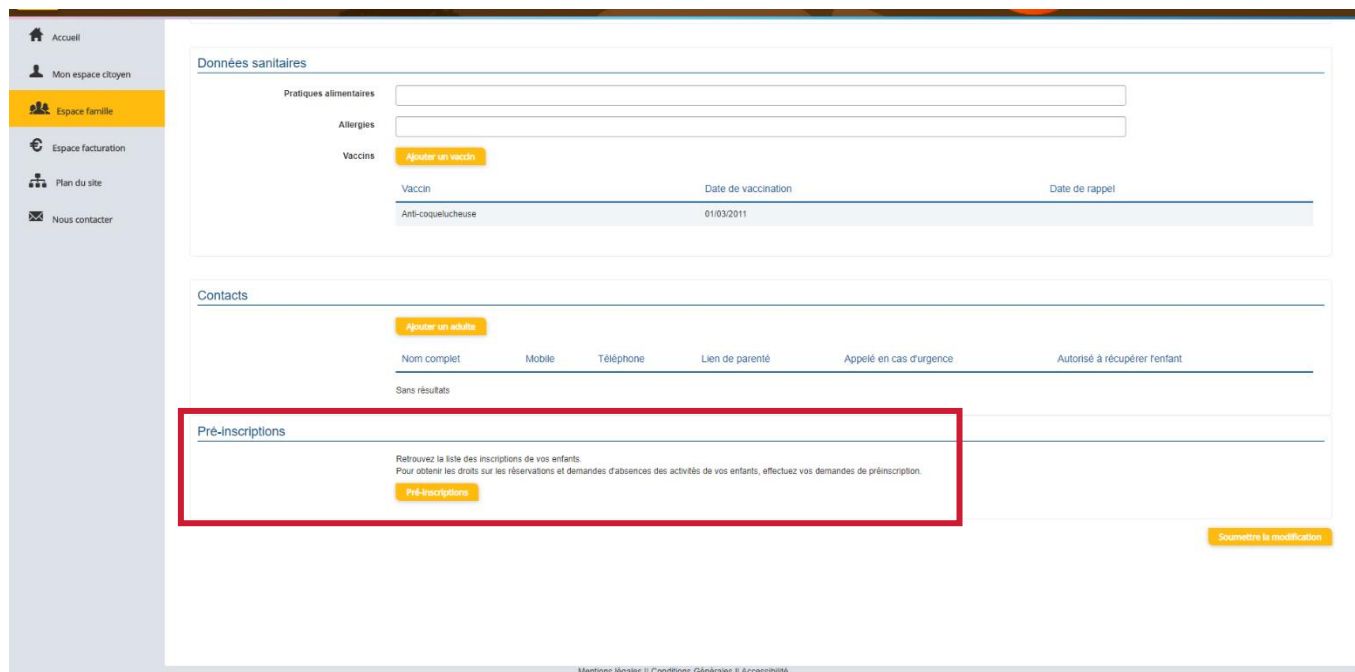 Accueil
Mon espace citoyen
Espace famille
Espace facturation
Plan du site
Nous contacter
Données sanitaires
Pratiques alimentaires
Allergies
Vaccins
Ajouter un vaccin
Vaccin Date de vaccination Date de rappel
Anti-coquelucheuse 01/03/2011
Contacts
Ajouter un adulte
Nom complet Mobile Téléphone Lien de parenté Appelé en cas d'urgence Autorisé à récupérer l'enfant
Sans résultats
Pré-inscriptions
Retrouvez la liste des inscriptions de vos enfants.
Pour obtenir les droits sur les réservations et demandes d'absences des activités de vos enfants, effectuez vos demandes de préinscription.
Pré-inscriptions
Soumettre la modification
Mentions légales || Conditions Générales || Accessibilité